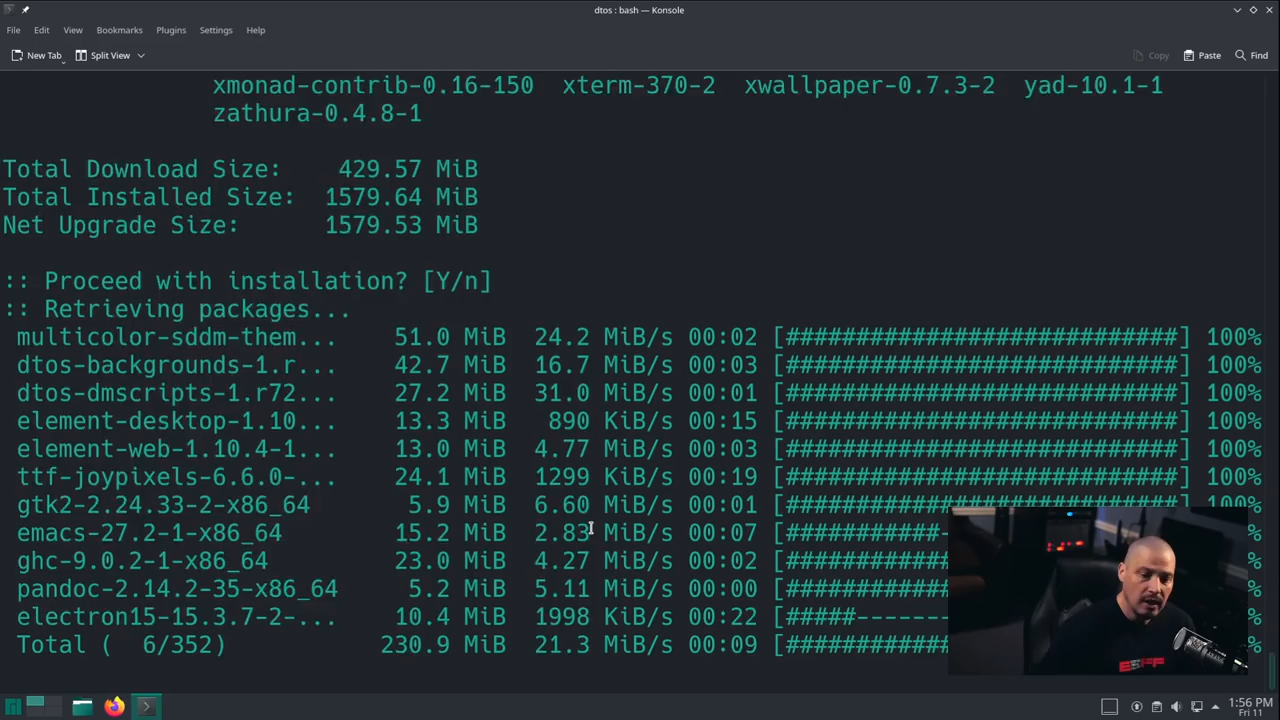 dtos : bash — Konsole
File Edit View Bookmarks Plugins Settings Help
New Tab Split View Copy Paste Find
xmonad-contrib-0.16-150 xterm-370-2 xwallpaper-0.7.3-2 yad-10.1-1
zathura-0.4.8-1
Total Download Size: 429.57 MiB
Total Installed Size: 1579.64 MiB
Net Upgrade Size: 1579.53 MiB
:: Proceed with installation? [Y/n]
:: Retrieving packages...
multicolor-sddm-them... 51.0 MiB 24.2 MiB/s 00:02 [############################] 100%
dtos-backgrounds-1.r... 42.7 MiB 16.7 MiB/s 00:03 [############################] 100%
dtos-dmscripts-1.r72... 27.2 MiB 31.0 MiB/s 00:01 [############################] 100%
element-desktop-1.10... 13.3 MiB 890 KiB/s 00:15 [############################] 100%
element-web-1.10.4-1... 13.0 MiB 4.77 MiB/s 00:03 [############################] 100%
ttf-joypixels-6.6.0-... 24.1 MiB 1299 KiB/s 00:19 [############################] 100%
gtk2-2.24.33-2-x86_64 5.9 MiB 6.60 MiB/s 00:01 [############################] 100%
emacs-27.2-1-x86_64 15.2 MiB 2.83 MiB/s 00:07 [###########- %
ghc-9.0.2-1-x86_64 23.0 MiB 4.27 MiB/s 00:02 [############ %
pandoc-2.14.2-35-x86_64 5.2 MiB 5.11 MiB/s 00:00 [############ %
electron15-15.3.7-2-... 10.4 MiB 1998 KiB/s 00:22 [#####------- %
Total ( 6/352) 230.9 MiB 21.3 MiB/s 00:09 [############ %
1:56 PM
Fri 11